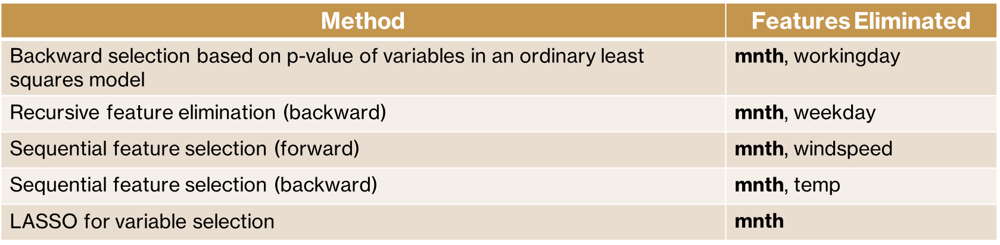 Method Features Eliminated
Backward selection based on p-value of variables in an ordinary least mnth, workingday
squares model
Recursive feature elimination (backward) mnth, weekday
Sequential feature selection (forward) mnth, windspeed
Sequential feature selection (backward) mnth, temp
LASSO for variable selection mnth